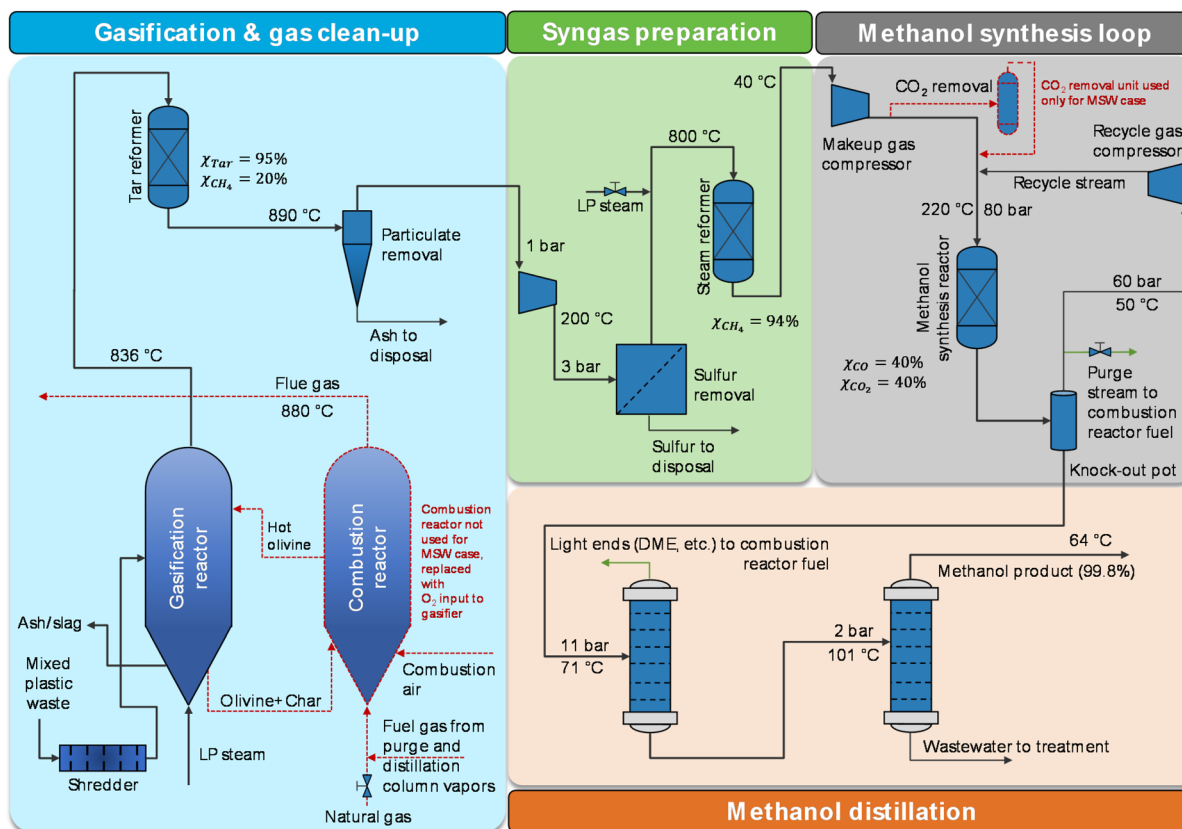 Gasification & gas clean-up
Tar reformer
χ_Tar = 95%
χ_CH₄ = 20%
890 °C
Particulate
removal
Ash to
disposal
836 °C
Flue gas
880 °C
Gasification
reactor
Hot
olivine
Combustion
reactor
Combustion
reactor not
used for
MSW case,
replaced
with
O₂ input to
gasifier
Ash/slag
Mixed
plastic
waste
Shredder
LP steam
Olivine+ Char
Combustion
air
Fuel gas from
purge and
distillation
column vapors
Natural gas
Syngas preparation
1 bar
200 °C
3 bar
LP steam
800 °C
Steam reformer
χ_CH₄ = 94%
Sulfur
removal
Sulfur to
disposal
40 °C
Methanol synthesis loop
CO₂ removal
CO₂ removal unit used
only for MSW case
Makeup gas
compressor
Recycle gas
compressor
Recycle stream
220 °C
80 bar
Methanol
synthesis reactor
χ_CO = 40%
χ_CO₂ = 40%
60 bar
50 °C
Purge
stream to
combustion
reactor fuel
Knock-out pot
Light ends (DME, etc.) to combustion
reactor fuel
11 bar
71 °C
2 bar
101 °C
64 °C
Methanol product (99.8%)
Wastewater to treatment
Methanol distillation